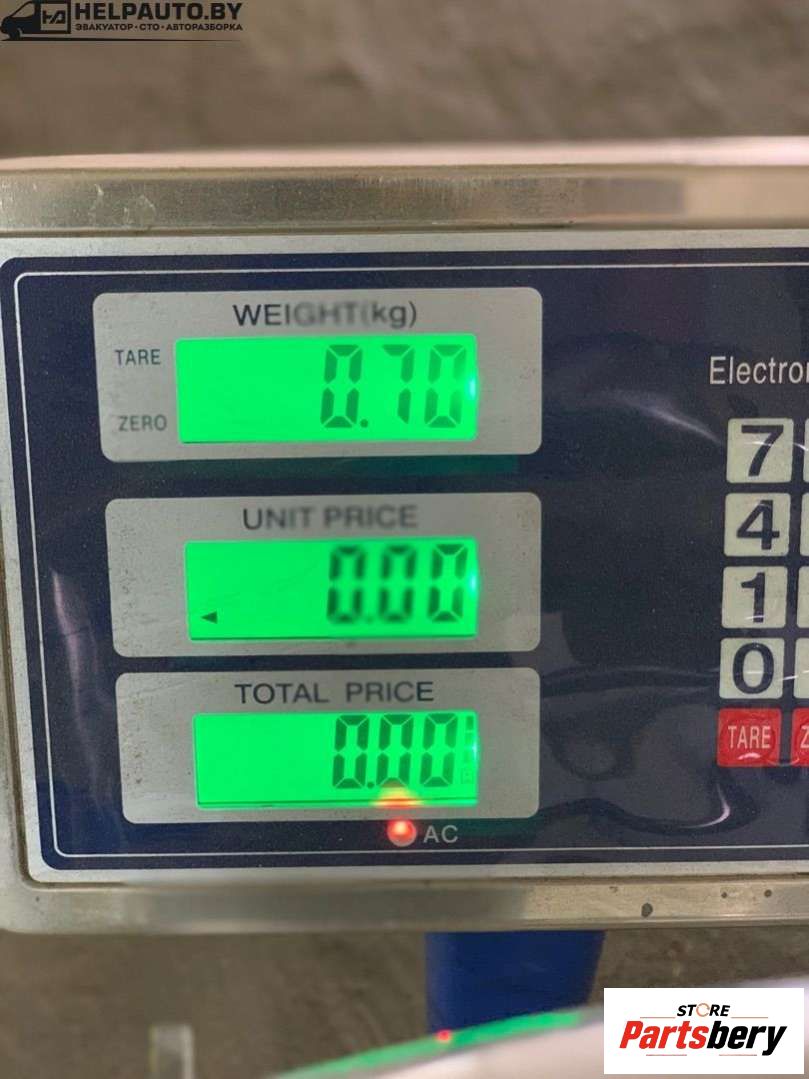 HELPAUTO.BY
ЭВАКУАТОР • СТО • АВТОРАЗБОРКА
WEIGHT(kg)
TARE
0.70
ZERO
Electro
7
UNIT PRICE
4
0.00
1
TOTAL PRICE
0
0.00
TARE
Z
AC
STORE
Partsbery